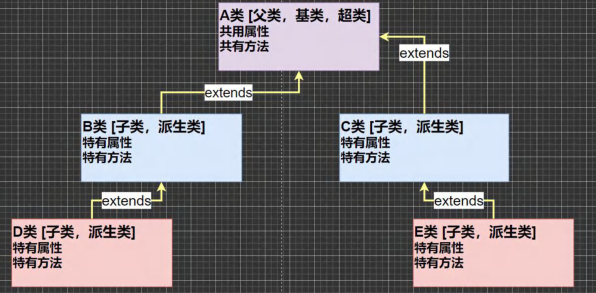 A类 [父类，基类，超类]
共用属性
共有方法
extends
extends
B类 [子类，派生类]
特有属性
特有方法
C类 [子类，派生类]
特有属性
特有方法
extends
extends
D类 [子类，派生类]
特有属性
特有方法
E类 [子类，派生类]
特有属性
特有方法